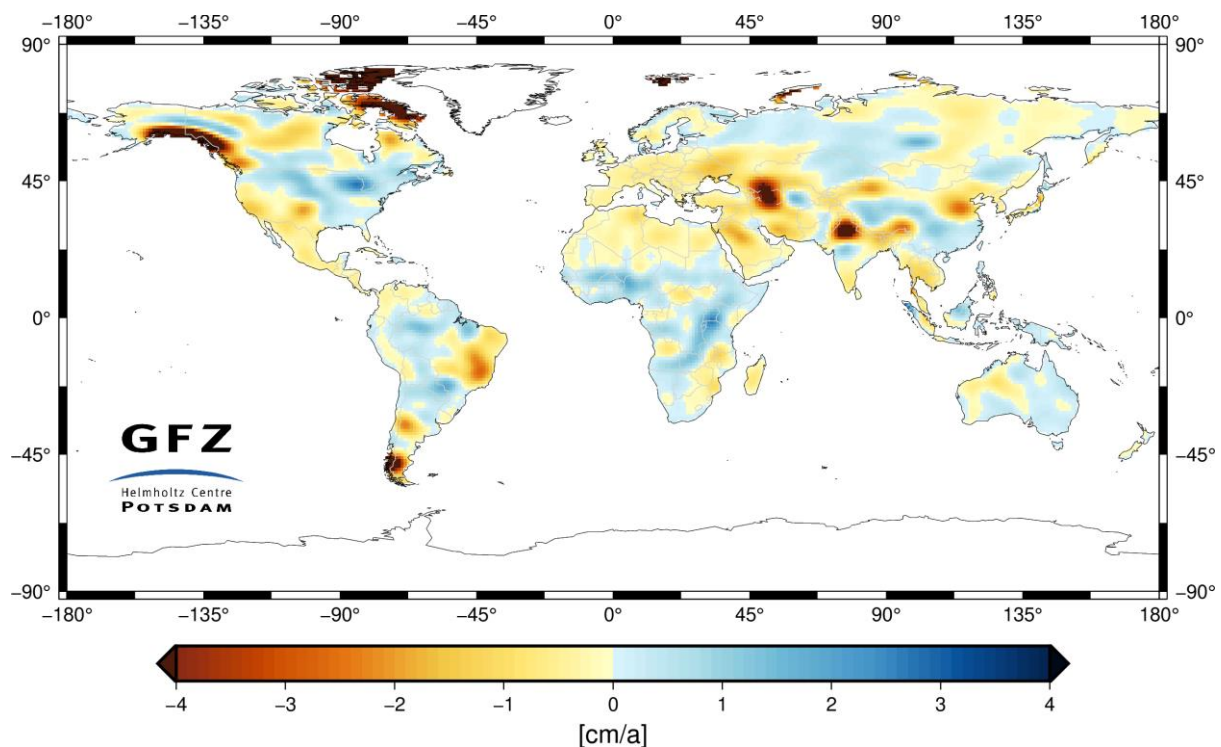 −180° −135° −90° −45° 0° 45° 90° 135° 180°
90° 90°
45° 45°
0° 0°
−45° −45°
−90° −90°
GFZ
Helmholtz Centre
POTSDAM
−180° −135° −90° −45° 0° 45° 90° 135° 180°
−4 −3 −2 −1 0 1 2 3 4
[cm/a]